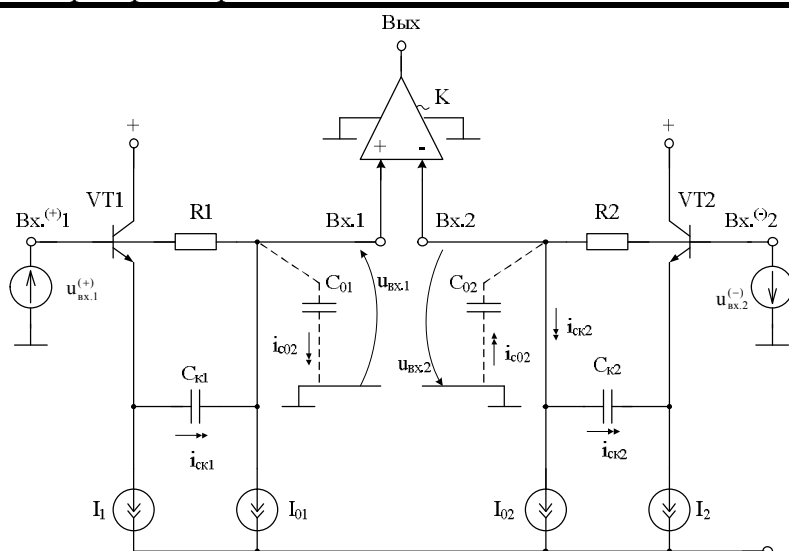 Вых
K
+ -
+ +
VT1 R1 Вх.1 Вх.2 R2 VT2
Вх.(+)1 Вх.(-)2
u(+)вх.1 C01 uвх.1 C02 u(−)вх.2
iс02 iс02 iск2
uвх.2
Cк1 Cк2
iск1 iск2
I1 I01 I02 I2